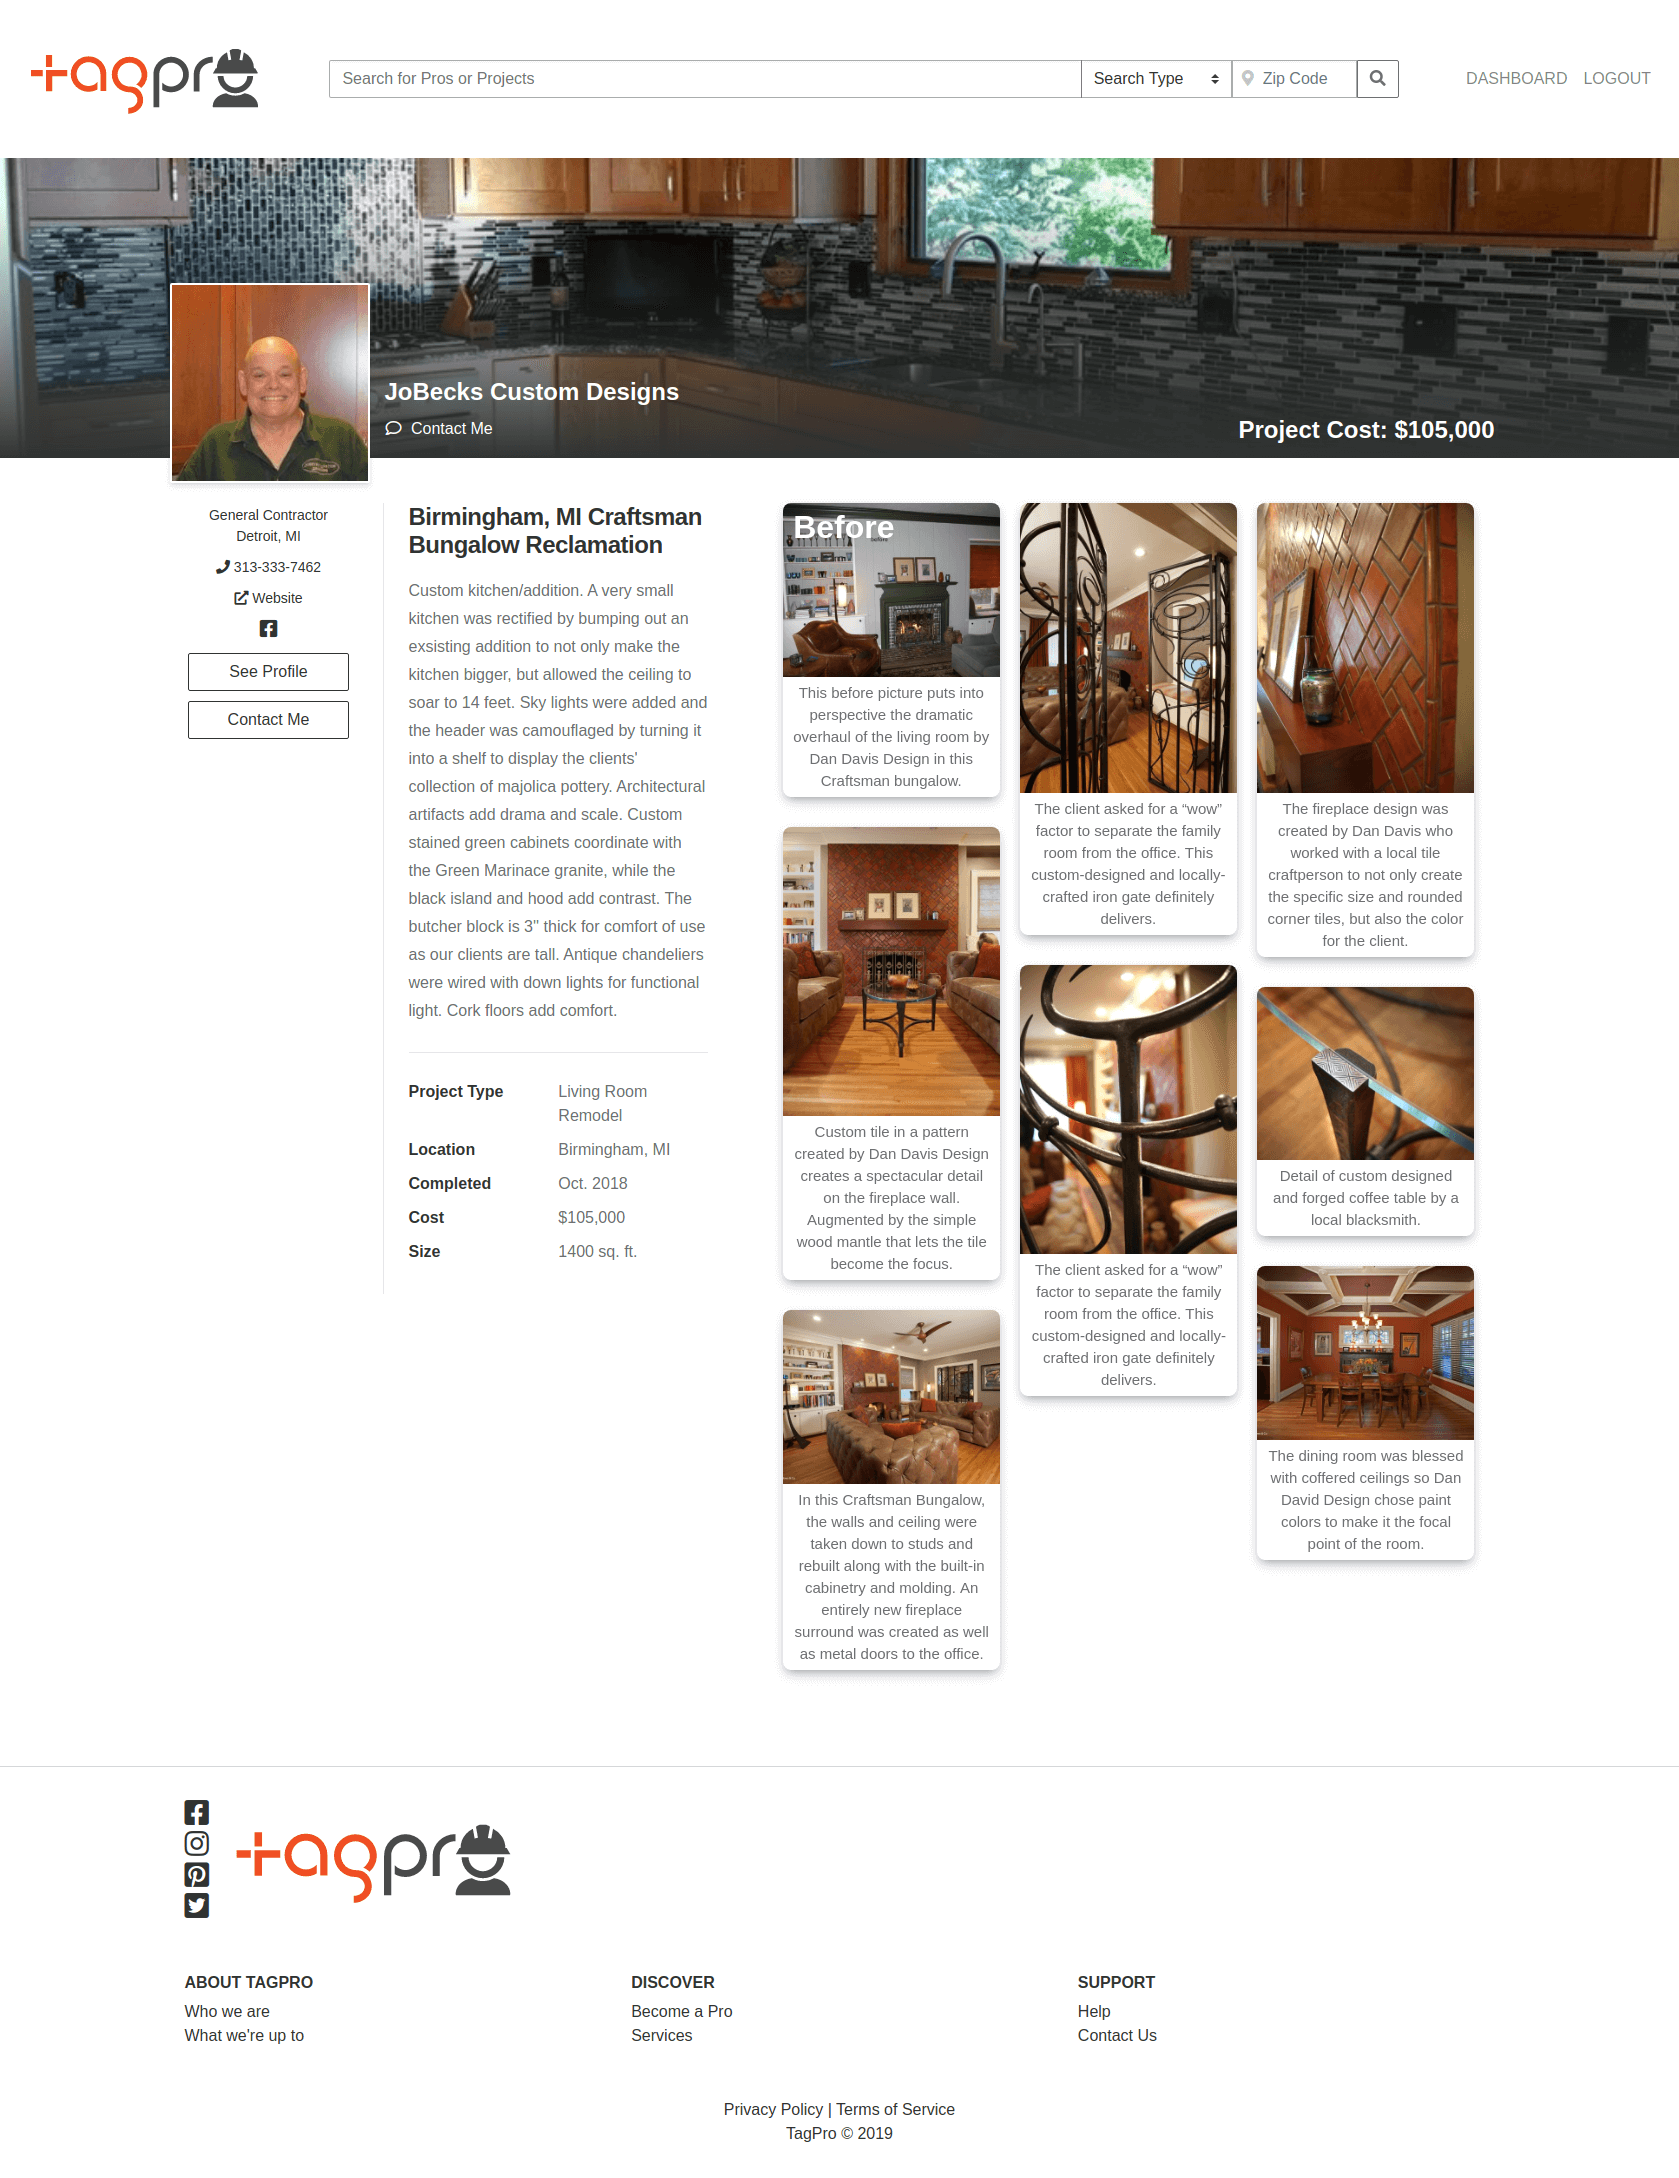 tagpro
Search for Pros or Projects
Search Type
Zip Code
DASHBOARD
LOGOUT
JoBecks Custom Designs
Contact Me
Project Cost: $105,000
General Contractor
Detroit, MI
313-333-7462
Website
See Profile
Contact Me
Birmingham, MI Craftsman
Bungalow Reclamation
Custom kitchen/addition. A very small
kitchen was rectified by bumping out an
exsisting addition to not only make the
kitchen bigger, but allowed the ceiling to
soar to 14 feet. Sky lights were added and
the header was camouflaged by turning it
into a shelf to display the clients'
collection of majolica pottery. Architectural
artifacts add drama and scale. Custom
stained green cabinets coordinate with
the Green Marinace granite, while the
black island and hood add contrast. The
butcher block is 3" thick for comfort of use
as our clients are tall. Antique chandeliers
were wired with down lights for functional
light. Cork floors add comfort.
Project Type
Living Room
Remodel
Location
Birmingham, MI
Completed
Oct. 2018
Cost
$105,000
Size
1400 sq. ft.
Before
before
This before picture puts into
perspective the dramatic
overhaul of the living room by
Dan Davis Design in this
Craftsman bungalow.
Custom tile in a pattern
created by Dan Davis Design
creates a spectacular detail
on the fireplace wall.
Augmented by the simple
wood mantle that lets the tile
become the focus.
In this Craftsman Bungalow,
the walls and ceiling were
taken down to studs and
rebuilt along with the built-in
cabinetry and molding. An
entirely new fireplace
surround was created as well
as metal doors to the office.
The client asked for a “wow”
factor to separate the family
room from the office. This
custom-designed and locally-
crafted iron gate definitely
delivers.
The client asked for a “wow”
factor to separate the family
room from the office. This
custom-designed and locally-
crafted iron gate definitely
delivers.
The fireplace design was
created by Dan Davis who
worked with a local tile
craftperson to not only create
the specific size and rounded
corner tiles, but also the color
for the client.
Detail of custom designed
and forged coffee table by a
local blacksmith.
The dining room was blessed
with coffered ceilings so Dan
David Design chose paint
colors to make it the focal
point of the room.
tagpro
ABOUT TAGPRO
Who we are
What we're up to
DISCOVER
Become a Pro
Services
SUPPORT
Help
Contact Us
Privacy Policy | Terms of Service
TagPro © 2019